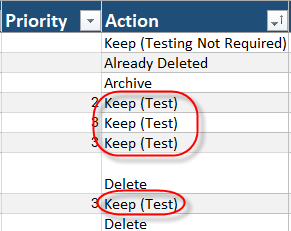 Priority Action
Keep (Testing Not Required)
Already Deleted
Archive
2 Keep (Test)
3 Keep (Test)
3 Keep (Test)
Delete
3 Keep (Test)
Delete